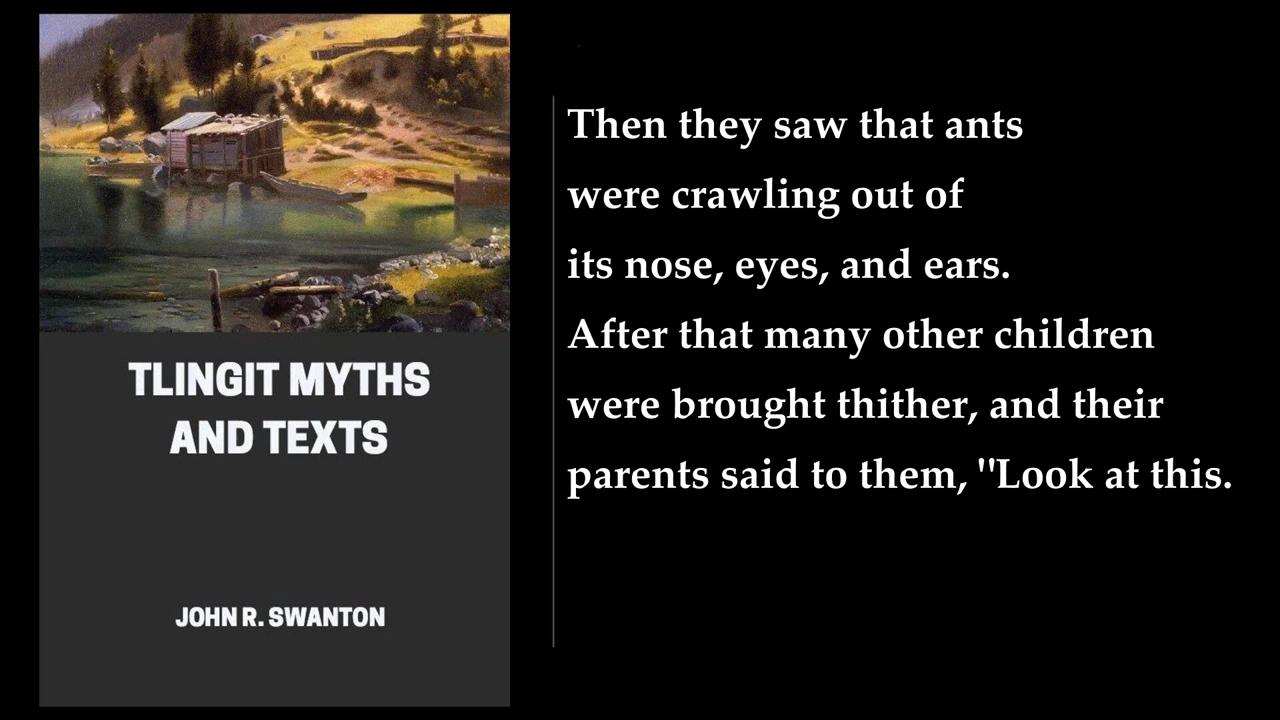 TLINGIT MYTHS
AND TEXTS
JOHN R. SWANTON
Then they saw that ants
were crawling out of
its nose, eyes, and ears.
After that many other children
were brought thither, and their
parents said to them, "Look at this.